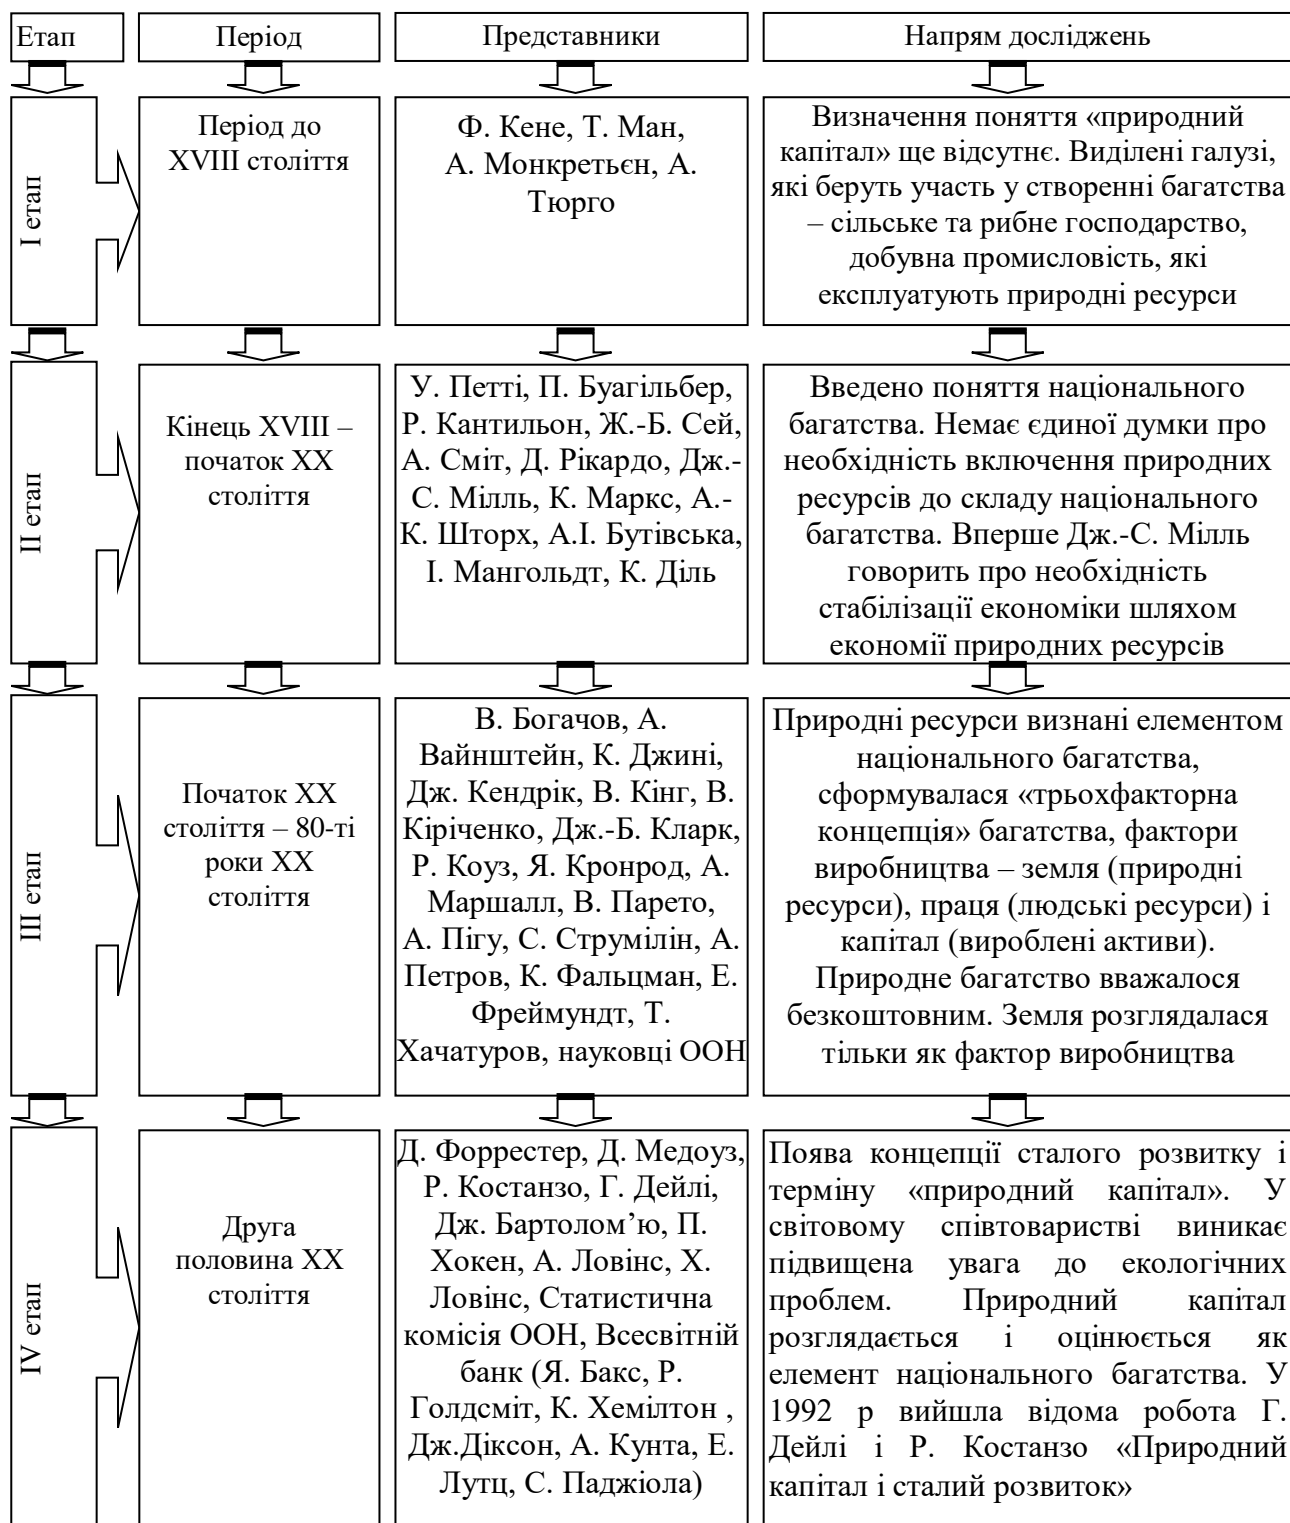 Етап
Період
Представники
Напрям досліджень
І етап
Період до
XVIII століття
Ф. Кене, Т. Ман,
А. Монкретьєн, А.
Тюрго
Визначення поняття «природний
капітал» ще відсутнє. Виділені галузі,
які беруть участь у створенні багатства
– сільське та рибне господарство,
добувна промисловість, які
експлуатують природні ресурси
ІІ етап
Кінець XVIII –
початок XX
століття
У. Петті, П. Буагільбер,
Р. Кантильон, Ж.-Б. Сей,
А. Сміт, Д. Рікардо, Дж.-
С. Мілль, К. Маркс, А.-
К. Шторх, А.І. Бутівська,
І. Мангольдт, К. Діль
Введено поняття національного
багатства. Немає єдиної думки про
необхідність включення природних
ресурсів до складу національного
багатства. Вперше Дж.-С. Мілль
говорить про необхідність
стабілізації економіки шляхом
економії природних ресурсів
ІІІ етап
Початок XX
століття – 80-ті
роки XX
століття
В. Богачов, А.
Вайнштейн, К. Джині,
Дж. Кендрік, В. Кінг, В.
Кіріченко, Дж.-Б. Кларк,
Р. Коуз, Я. Кронрод, А.
Маршалл, В. Парето,
А. Пігу, С. Струмілін, А.
Петров, К. Фальцман, Е.
Фреймундт, Т.
Хачатуров, науковці ООН
Природні ресурси визнані елементом
національного багатства,
сформувалася «трьохфакторна
концепція» багатства, фактори
виробництва – земля (природні
ресурси), праця (людські ресурси) і
капітал (вироблені активи).
Природне багатство вважалося
безкоштовним. Земля розглядалася
тільки як фактор виробництва
IV етап
Друга
половина XX
століття
Д. Форрестер, Д. Медоуз,
Р. Костанзо, Г. Дейлі,
Дж. Бартолом’ю, П.
Хокен, А. Ловінс, Х.
Ловінс, Статистична
комісія ООН, Всесвітній
банк (Я. Бакс, Р.
Голдсміт, К. Хемілтон ,
Дж.Діксон, А. Кунта, Е.
Лутц, С. Паджіола)
Поява концепції сталого розвитку і
терміну «природний капітал». У
світовому співтоваристві виникає
підвищена увага до екологічних
проблем. Природний капітал
розглядається і оцінюється як
елемент національного багатства. У
1992 р вийшла відома робота Г.
Дейлі і Р. Костанзо «Природний
капітал і сталий розвиток»